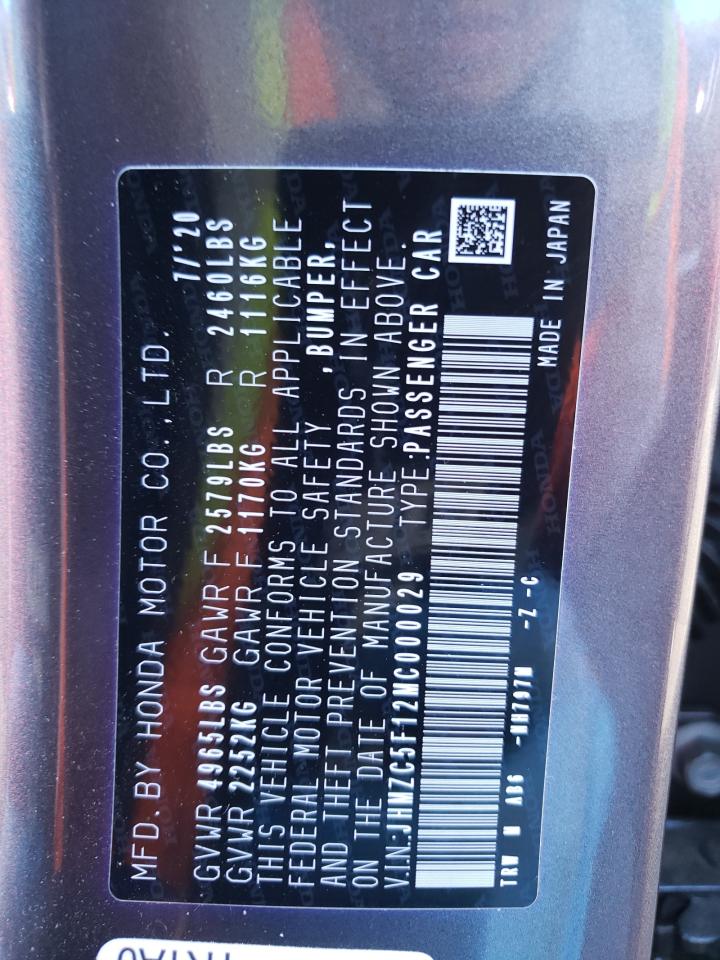 MFD. BY HONDA MOTOR CO., LTD. 7/'20
GVWR 4965LBS GAWR F 2579LBS R 2460LBS
GVWR 2252KG GAWR F 1170KG R 1116KG
THIS VEHICLE CONFORMS TO ALL APPLICABLE
FEDERAL MOTOR VEHICLE SAFETY ,BUMPER,
AND THEFT PREVENTION STANDARDS IN EFFECT
ON THE DATE OF MANUFACTURE SHOWN ABOVE.
V.I.N:JHMZC5F12MC000029 TYPE:PASSENGER CAR
TRW M AB6 -NH797M -Z -C
MADE IN JAPAN